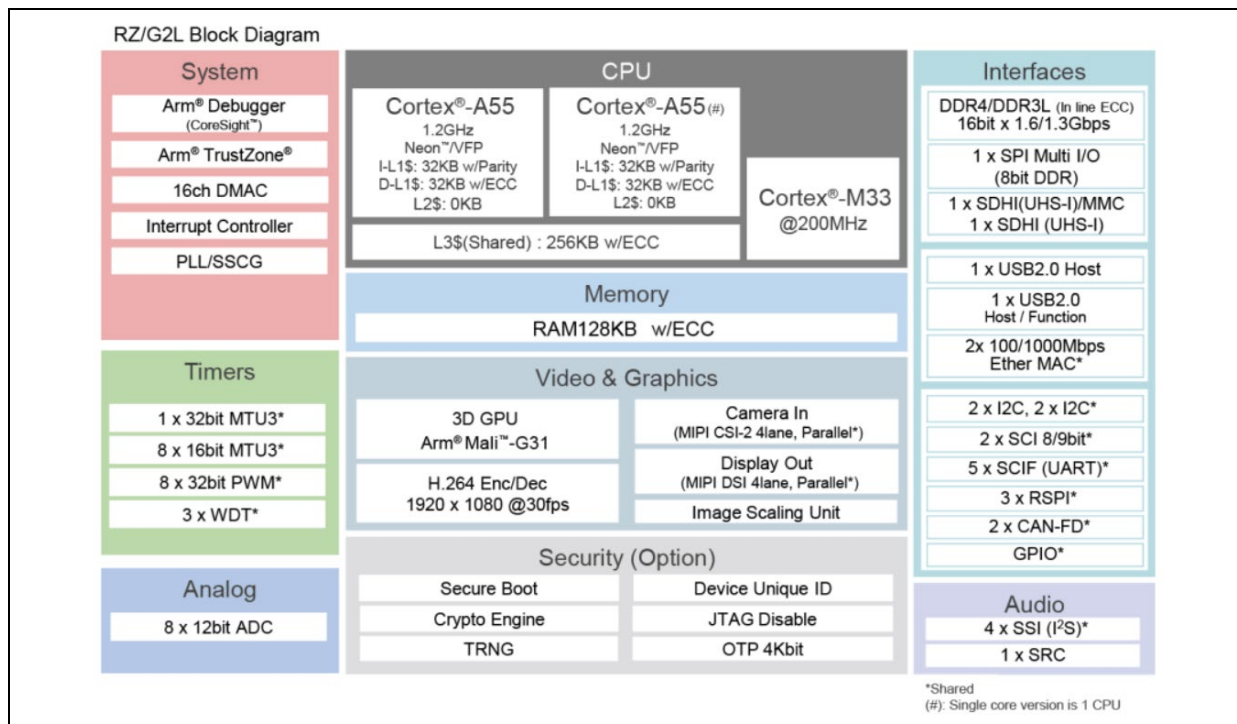 RZ/G2L Block Diagram
System
Arm® Debugger
(CoreSight™)
Arm® TrustZone®
16ch DMAC
Interrupt Controller
PLL/SSCG
Timers
1 x 32bit MTU3*
8 x 16bit MTU3*
8 x 32bit PWM*
3 x WDT*
Analog
8 x 12bit ADC
CPU
Cortex®-A55
1.2GHz
Neon™/VFP
I-L1$: 32KB w/Parity
D-L1$: 32KB w/ECC
L2$: 0KB
Cortex®-A55(#)
1.2GHz
Neon™/VFP
I-L1$: 32KB w/Parity
D-L1$: 32KB w/ECC
L2$: 0KB
L3$(Shared) : 256KB w/ECC
Cortex®-M33
@200MHz
Memory
RAM128KB w/ECC
Video & Graphics
3D GPU
Arm® Mali™-G31
H.264 Enc/Dec
1920 x 1080 @30fps
Camera In
(MIPI CSI-2 4lane, Parallel*)
Display Out
(MIPI DSI 4lane, Parallel*)
Image Scaling Unit
Security (Option)
Secure Boot
Crypto Engine
TRNG
Device Unique ID
JTAG Disable
OTP 4Kbit
Interfaces
DDR4/DDR3L (In line ECC)
16bit x 1.6/1.3Gbps
1 x SPI Multi I/O
(8bit DDR)
1 x SDHI(UHS-I)/MMC
1 x SDHI (UHS-I)
1 x USB2.0 Host
1 x USB2.0
Host / Function
2x 100/1000Mbps
Ether MAC*
2 x I2C, 2 x I2C*
2 x SCI 8/9bit*
5 x SCIF (UART)*
3 x RSPI*
2 x CAN-FD*
GPIO*
Audio
4 x SSI (I²S)*
1 x SRC
*Shared
(#): Single core version is 1 CPU